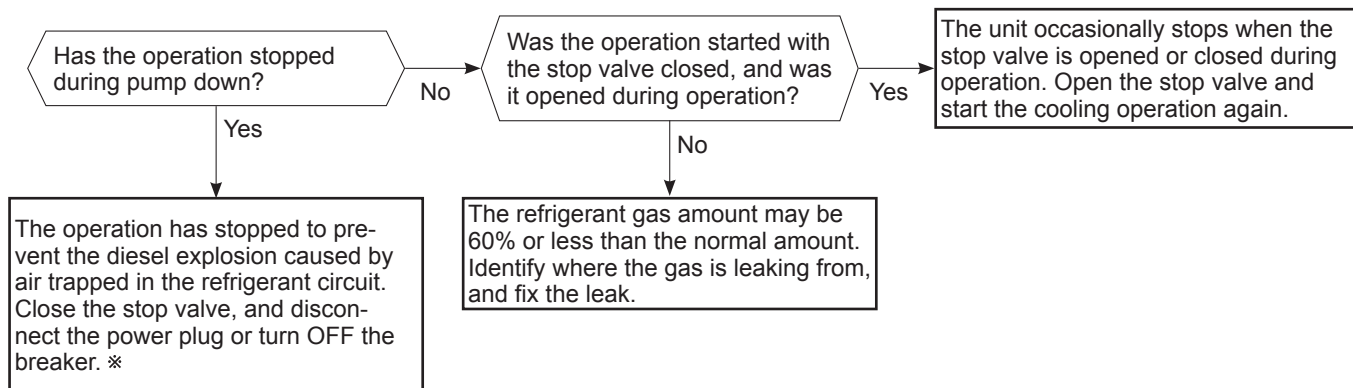 Has the operation stopped
during pump down?
No
Yes
Was the operation started with
the stop valve closed, and was
it opened during operation?
Yes
No
The unit occasionally stops when the
stop valve is opened or closed during
operation. Open the stop valve and
start the cooling operation again.
The operation has stopped to pre-
vent the diesel explosion caused by
air trapped in the refrigerant circuit.
Close the stop valve, and discon-
nect the power plug or turn OFF the
breaker. ※
The refrigerant gas amount may be
60% or less than the normal amount.
Identify where the gas is leaking from,
and fix the leak.